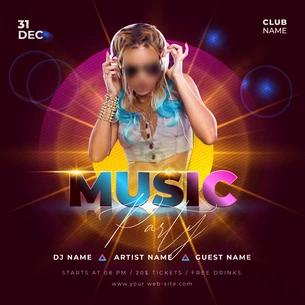 31
DEC
CLUB
NAME
MUSIC
Party
DJ NAME ARTIST NAME GUEST NAME
STARTS AT 08 PM / 20$ TICKETS / FREE DRINKS
www.your web-site.com